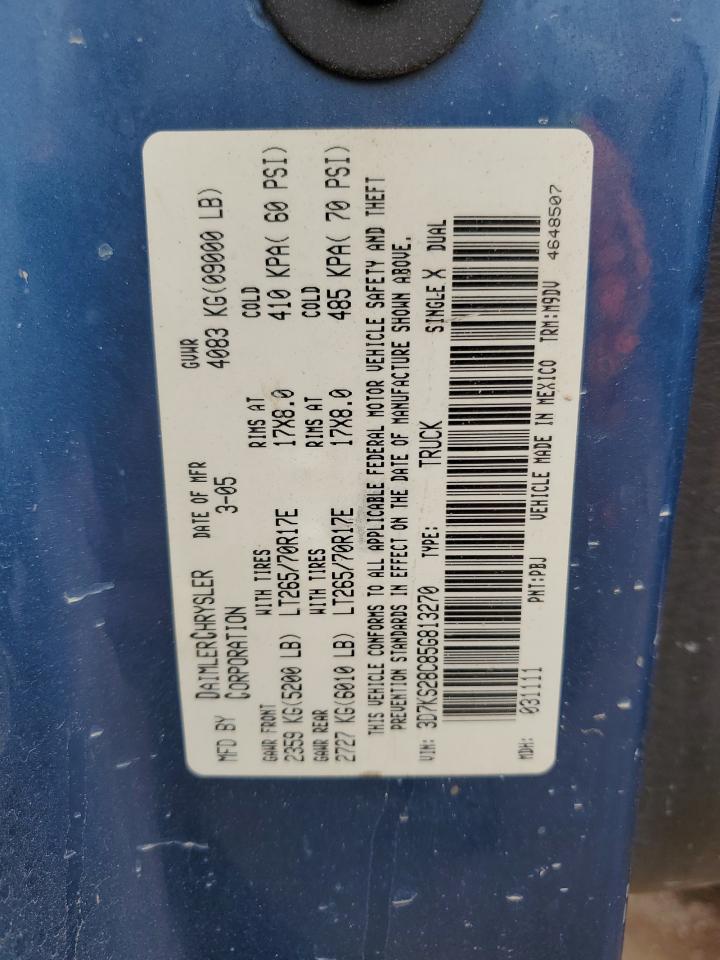 MFD BY DAIMLERCHRYSLER CORPORATION DATE OF MFR 3-05 GVWR 4083 KG(09000 LB)
GAWR FRONT WITH TIRES RIMS AT COLD
2359 KG(5200 LB) LT265/70R17E 17X8.0 410 KPA( 60 PSI)
GAWR REAR WITH TIRES RIMS AT COLD
2727 KG(6010 LB) LT265/70R17E 17X8.0 485 KPA( 70 PSI)
THIS VEHICLE CONFORMS TO ALL APPLICABLE FEDERAL MOTOR VEHICLE SAFETY AND THEFT
PREVENTION STANDARDS IN EFFECT ON THE DATE OF MANUFACTURE SHOWN ABOVE.
VIN: 3D7KS28C85G813270 TYPE: TRUCK SINGLE X DUAL
MDH: 031111 PNT:PBJ VEHICLE MADE IN MEXICO TRM:M9DV 4648507